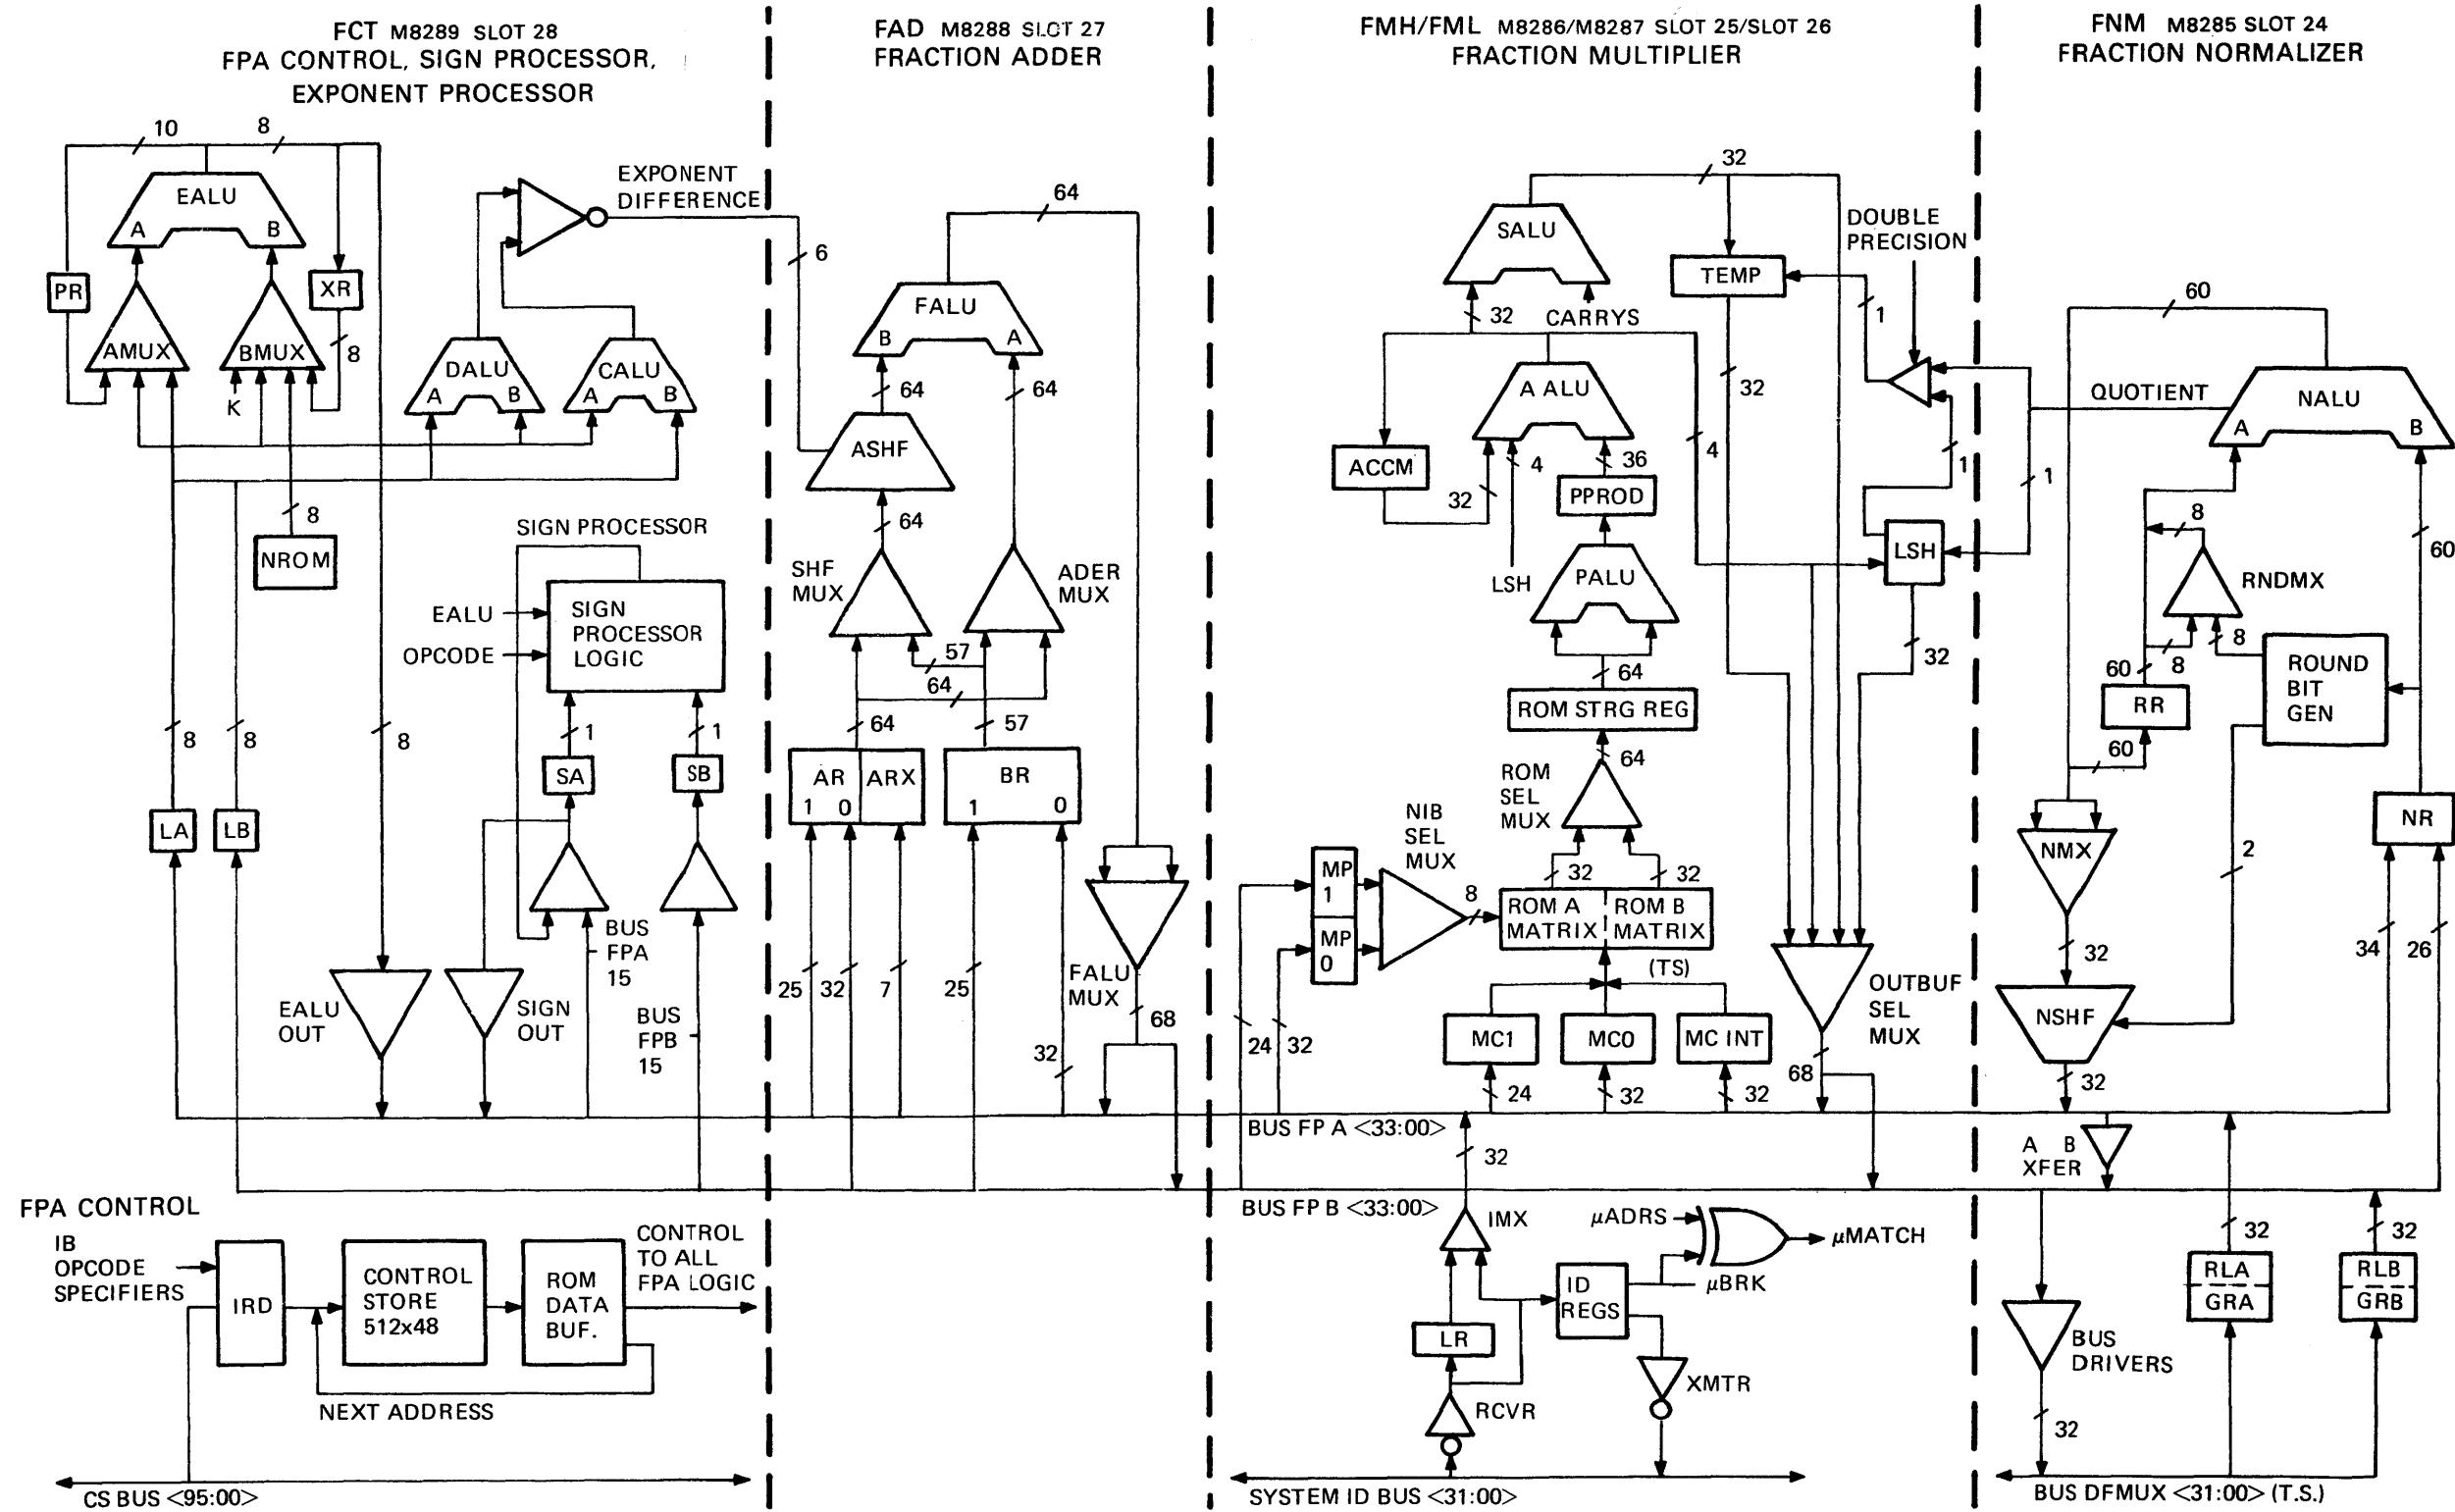 FCT M8289 SLOT 28
FPA CONTROL, SIGN PROCESSOR,
EXPONENT PROCESSOR
FAD M8288 SLOT 27
FRACTION ADDER
FMH/FML M8286/M8287 SLOT 25/SLOT 26
FRACTION MULTIPLIER
FNM M8285 SLOT 24
FRACTION NORMALIZER
10
8
EALU
A
B
PR
XR
AMUX
BMUX
8
K
EXPONENT
DIFFERENCE
6
DALU
A
B
CALU
A
B
8
NROM
SIGN PROCESSOR
EALU
OPCODE
SIGN
PROCESSOR
LOGIC
1
1
SA
SB
8
8
8
LA
LB
BUS
FPA
15
BUS
FPB
15
EALU
OUT
SIGN
OUT
FPA CONTROL
IB
OPCODE
SPECIFIERS
IRD
CONTROL
STORE
512x48
ROM
DATA
BUF.
CONTROL
TO ALL
FPA LOGIC
NEXT ADDRESS
CS BUS <95:00>
64
FALU
B
A
64
64
ASHF
64
SHF
MUX
ADER
MUX
57
64
64
57
AR
ARX
1 0
BR
1 0
25
32
7
25
32
FALU
MUX
68
32
SALU
32
CARRYS
TEMP
DOUBLE
PRECISION
1
A ALU
32
ACCM
32
4
36
4
PPROD
LSH
PALU
LSH
1
32
64
ROM STRG REG
64
ROM
SEL
MUX
NIB
SEL
MUX
MP
1
MP
0
8
32
32
ROM A
MATRIX
ROM B
MATRIX
(TS)
24
32
MC1
MC0
MC INT
24
32
32
OUTBUF
SEL
MUX
68
BUS FP A <33:00>
32
BUS FP B <33:00>
IMX
µADRS
µMATCH
µBRK
ID
REGS
LR
RCVR
XMTR
SYSTEM ID BUS <31:00>
60
QUOTIENT
NALU
A
B
1
8
RNDMX
60
8
8
60
ROUND
BIT
GEN
RR
60
NR
NMX
2
32
34
26
NSHF
32
A B
XFER
32
32
RLA
GRA
RLB
GRB
BUS
DRIVERS
32
BUS DFMUX <31:00> (T.S.)